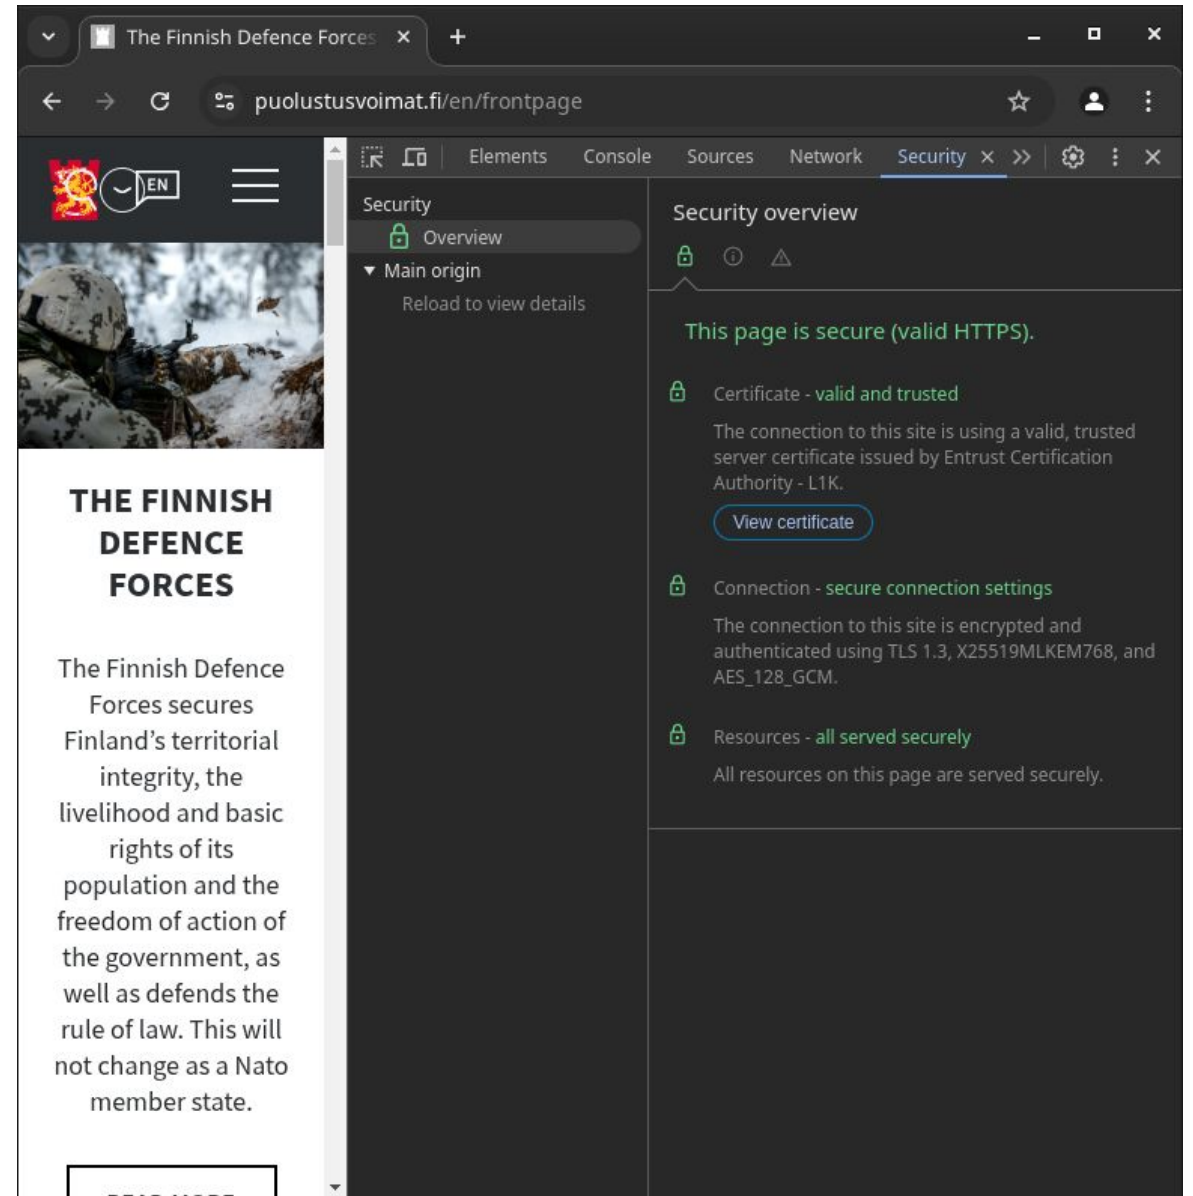 The Finnish Defence Forces
puolustusvoimat.fi/en/frontpage
Elements Console Sources Network Security
EN
Security
Overview
Main origin
Reload to view details
Security overview
This page is secure (valid HTTPS).
Certificate - valid and trusted
The connection to this site is using a valid, trusted
server certificate issued by Entrust Certification
Authority - L1K.
View certificate
Connection - secure connection settings
The connection to this site is encrypted and
authenticated using TLS 1.3, X25519MLKEM768, and
AES_128_GCM.
Resources - all served securely
All resources on this page are served securely.
THE FINNISH
DEFENCE
FORCES
The Finnish Defence
Forces secures
Finland’s territorial
integrity, the
livelihood and basic
rights of its
population and the
freedom of action of
the government, as
well as defends the
rule of law. This will
not change as a Nato
member state.
READ MORE